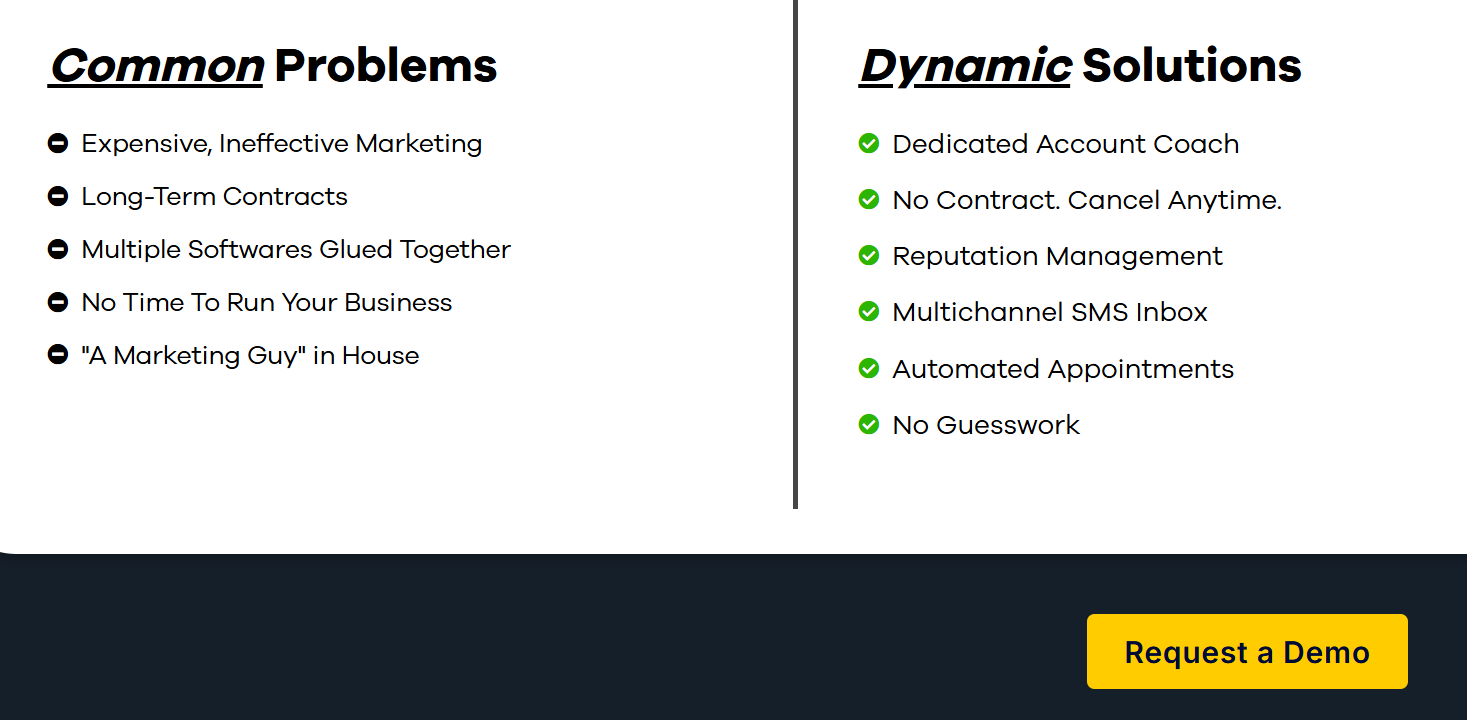 Common Problems
Expensive, Ineffective Marketing
Long-Term Contracts
Multiple Softwares Glued Together
No Time To Run Your Business
"A Marketing Guy" in House
Dynamic Solutions
Dedicated Account Coach
No Contract. Cancel Anytime.
Reputation Management
Multichannel SMS Inbox
Automated Appointments
No Guesswork
Request a Demo